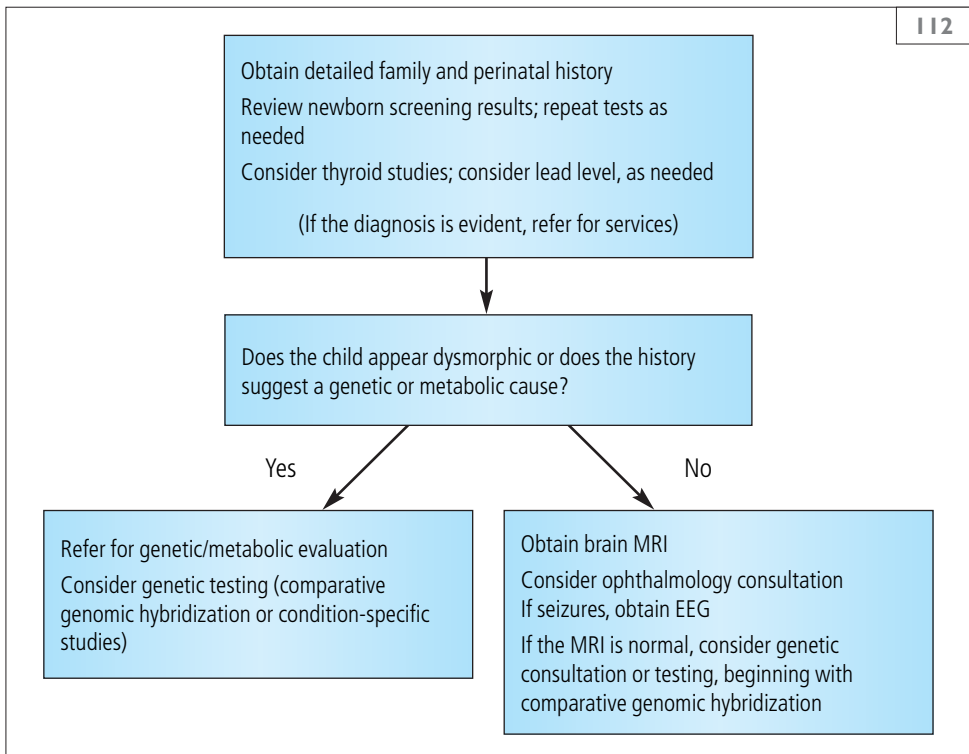 112
Obtain detailed family and perinatal history
Review newborn screening results; repeat tests as
needed
Consider thyroid studies; consider lead level, as needed
(If the diagnosis is evident, refer for services)
Does the child appear dysmorphic or does the history
suggest a genetic or metabolic cause?
Yes
No
Refer for genetic/metabolic evaluation
Consider genetic testing (comparative
genomic hybridization or condition-specific
studies)
Obtain brain MRI
Consider ophthalmology consultation
If seizures, obtain EEG
If the MRI is normal, consider genetic
consultation or testing, beginning with
comparative genomic hybridization